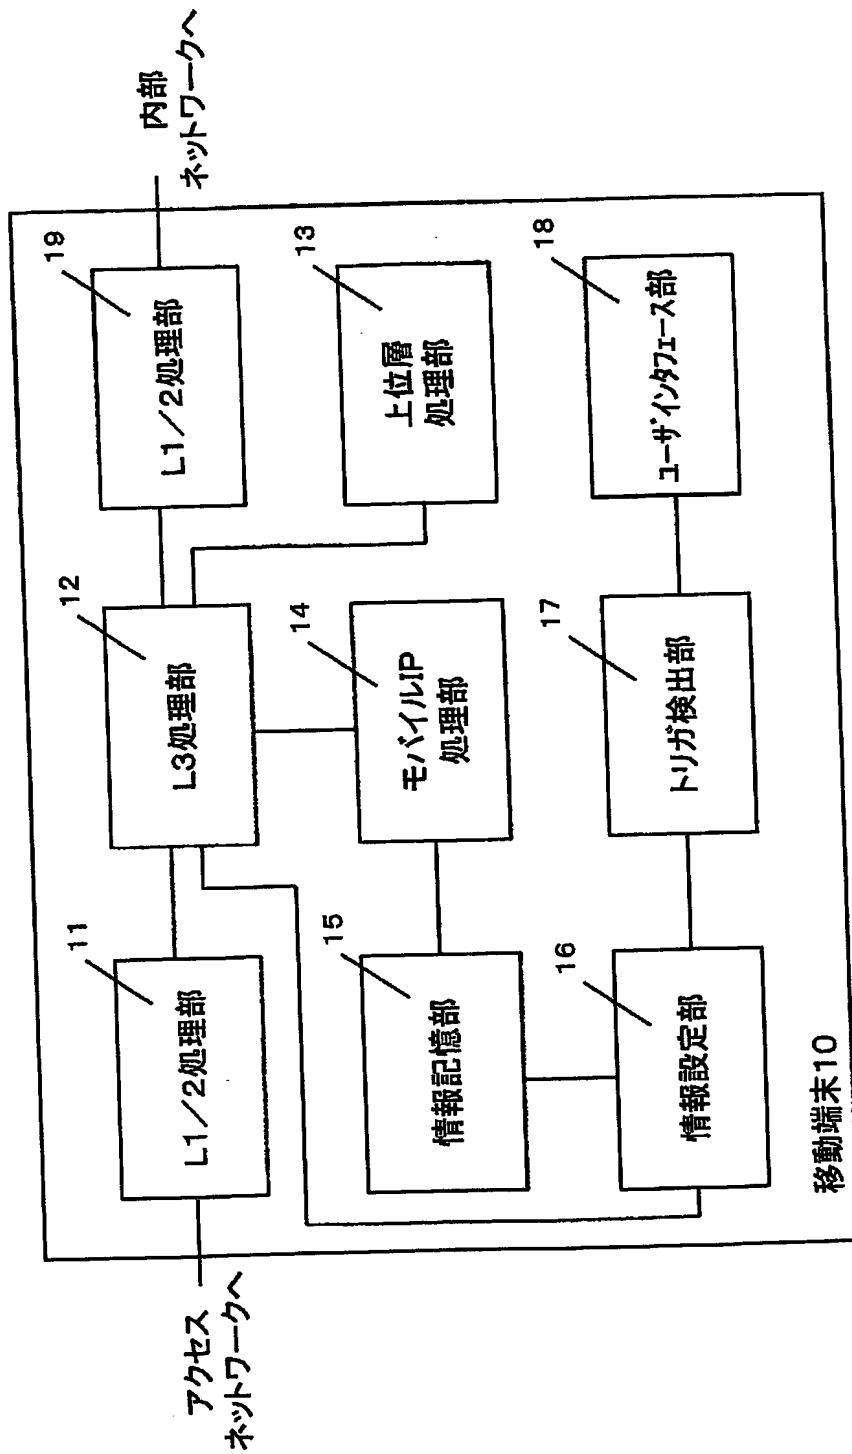 アクセス
ネットワークへ
内部
ネットワークへ
11
L1/2処理部
12
L3処理部
19
L1/2処理部
13
上位層
処理部
14
モバイルIP
処理部
15
情報記憶部
16
情報設定部
17
トリガ検出部
18
ユーザインタフェース部
移動端末10